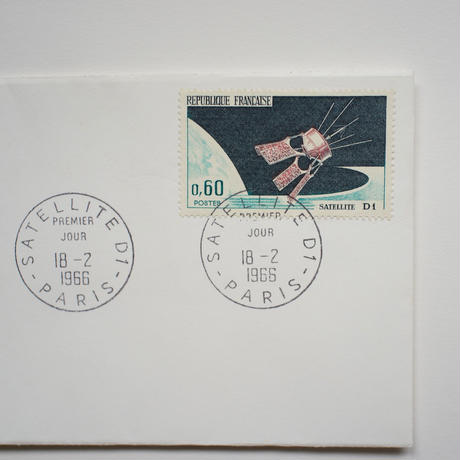 REPUBLIQUE FRANÇAISE
0,60
POSTES
SATELLITE D1
SATELLITE D1
PREMIER
JOUR
18-2
1966
- PARIS -
SATELLITE D1
PREMIER
JOUR
18-2
1966
- PARIS -